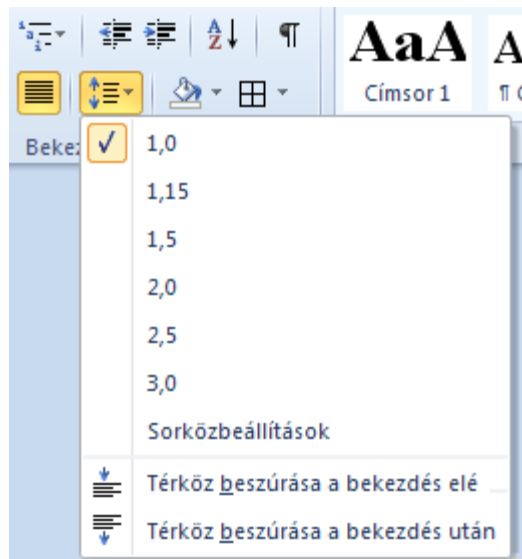 AaA A
Címsor 1 ¶
Bekez
1,0
1,15
1,5
2,0
2,5
3,0
Sorközbeállítások
Térköz beszúrása a bekezdés elé
Térköz beszúrása a bekezdés után